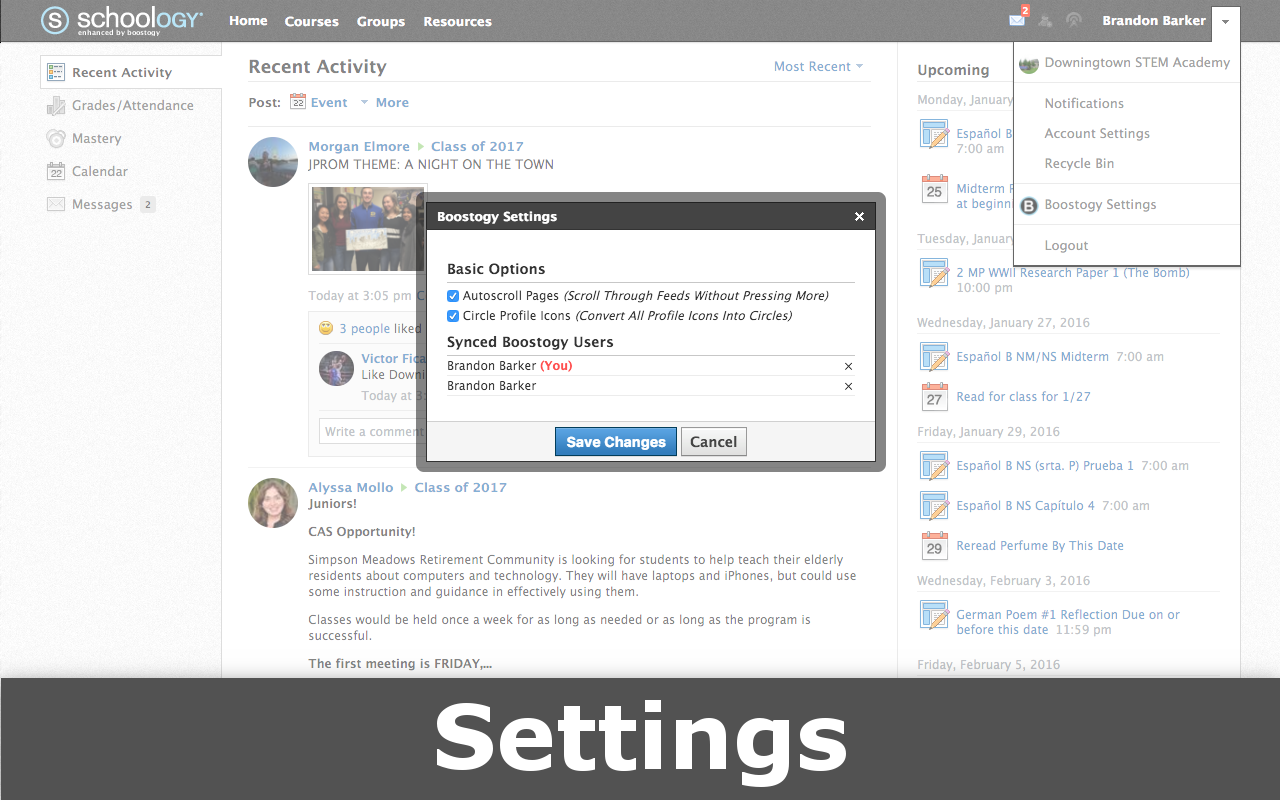 schoology
enhanced by boostogy
Home
Courses
Groups
Resources
2
Brandon Barker
Downingtown STEM Academy
Notifications
Account Settings
Recycle Bin
Boostogy Settings
Logout
Recent Activity
Grades/Attendance
Mastery
22
Calendar
Messages 2
Recent Activity
Most Recent
Post: 22 Event More
Morgan Elmore Class of 2017
JPROM THEME: A NIGHT ON THE TOWN
Today at 3:05 pm
3 people liked
Victor Fica
Like Downi
Today at 3:
Write a comment
Alyssa Mollo Class of 2017
Juniors!
CAS Opportunity!
Simpson Meadows Retirement Community is looking for students to help teach their elderly
residents about computers and technology. They will have laptops and iPhones, but could use
some instruction and guidance in effectively using them.
Classes would be held once a week for as long as needed or as long as the program is
successful.
The first meeting is FRIDAY,...
Boostogy Settings
Basic Options
Autoscroll Pages (Scroll Through Feeds Without Pressing More)
Circle Profile Icons (Convert All Profile Icons Into Circles)
Synced Boostogy Users
Brandon Barker (You)
Brandon Barker
Save Changes
Cancel
Upcoming
Monday, January
Español B
7:00 am
25
Midterm
at beginn
Tuesday, January
2 MP WWII Research Paper 1 (The Bomb)
10:00 pm
Wednesday, January 27, 2016
Español B NM/NS Midterm 7:00 am
27
Read for class for 1/27
Friday, January 29, 2016
Español B NS (srta. P) Prueba 1 7:00 am
Español B NS Capítulo 4 7:00 am
29
Reread Perfume By This Date
Wednesday, February 3, 2016
German Poem #1 Reflection Due on or
before this date 11:59 pm
Friday, February 5, 2016
Settings